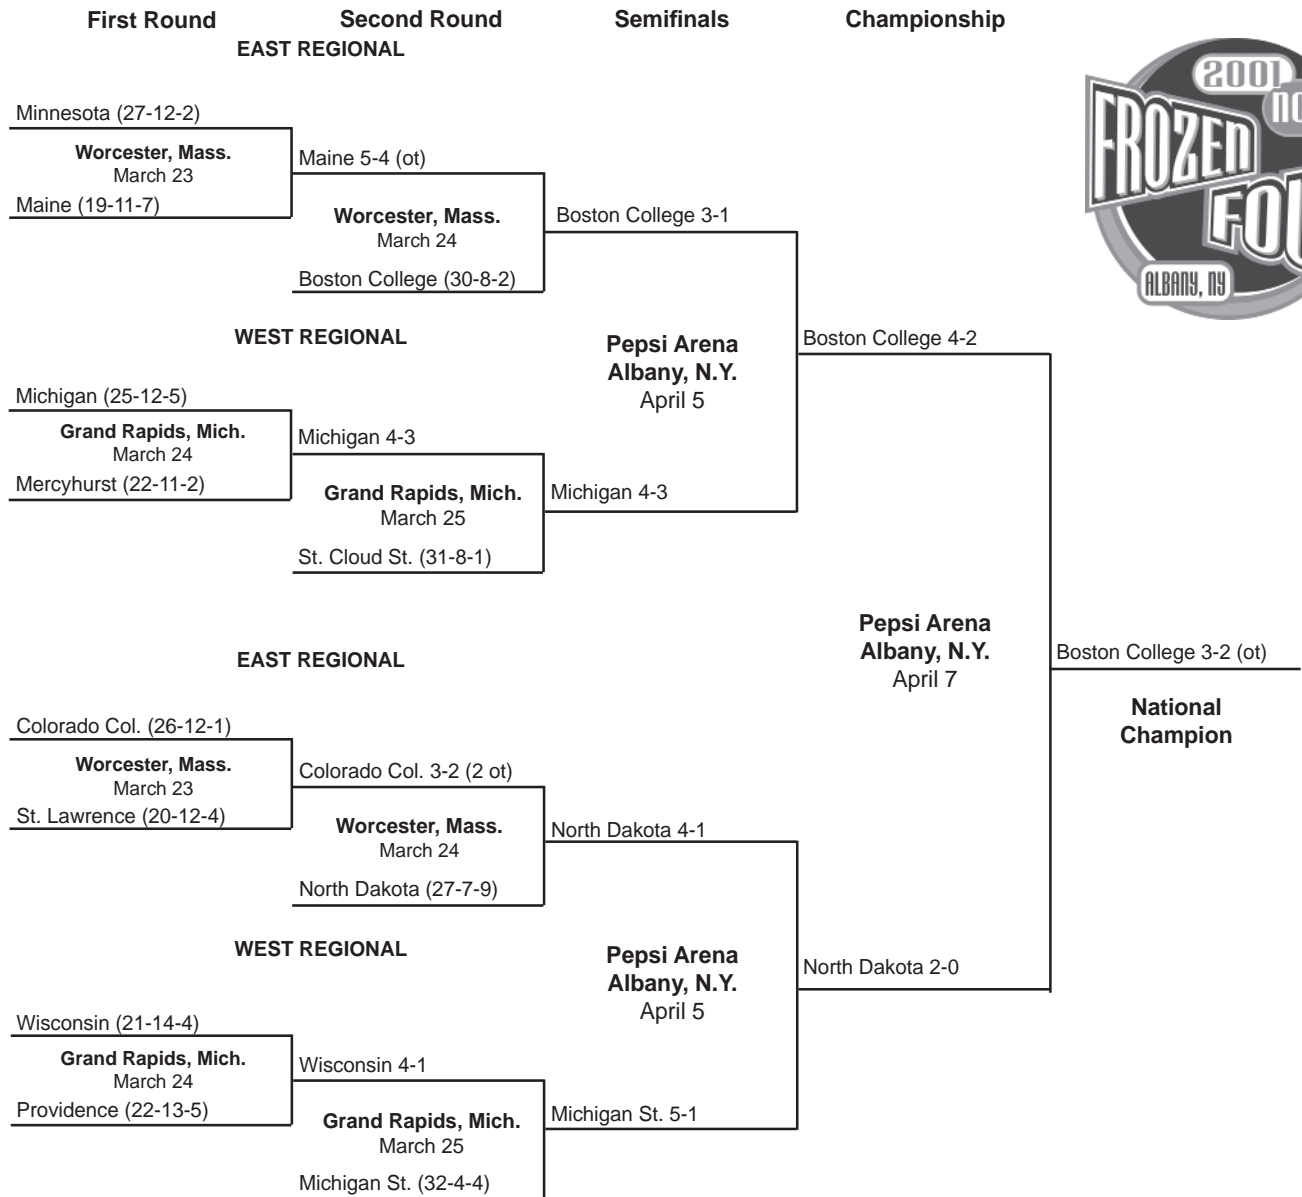 First Round Second Round Semifinals Championship
EAST REGIONAL
2001
FROZEN
ALBANY, NY
Minnesota (27-12-2)
Worcester, Mass.
March 23
Maine (19-11-7)
Maine 5-4 (ot)
Worcester, Mass.
March 24
Boston College (30-8-2)
Boston College 3-1
WEST REGIONAL
Michigan (25-12-5)
Grand Rapids, Mich.
March 24
Mercyhurst (22-11-2)
Michigan 4-3
Grand Rapids, Mich.
March 25
St. Cloud St. (31-8-1)
Michigan 4-3
Pepsi Arena
Albany, N.Y.
April 5
Boston College 4-2
EAST REGIONAL
Colorado Col. (26-12-1)
Worcester, Mass.
March 23
St. Lawrence (20-12-4)
Colorado Col. 3-2 (2 ot)
Worcester, Mass.
March 24
North Dakota (27-7-9)
North Dakota 4-1
WEST REGIONAL
Wisconsin (21-14-4)
Grand Rapids, Mich.
March 24
Providence (22-13-5)
Wisconsin 4-1
Grand Rapids, Mich.
March 25
Michigan St. (32-4-4)
Michigan St. 5-1
Pepsi Arena
Albany, N.Y.
April 5
North Dakota 2-0
Pepsi Arena
Albany, N.Y.
April 7
Boston College 3-2 (ot)
National
Champion